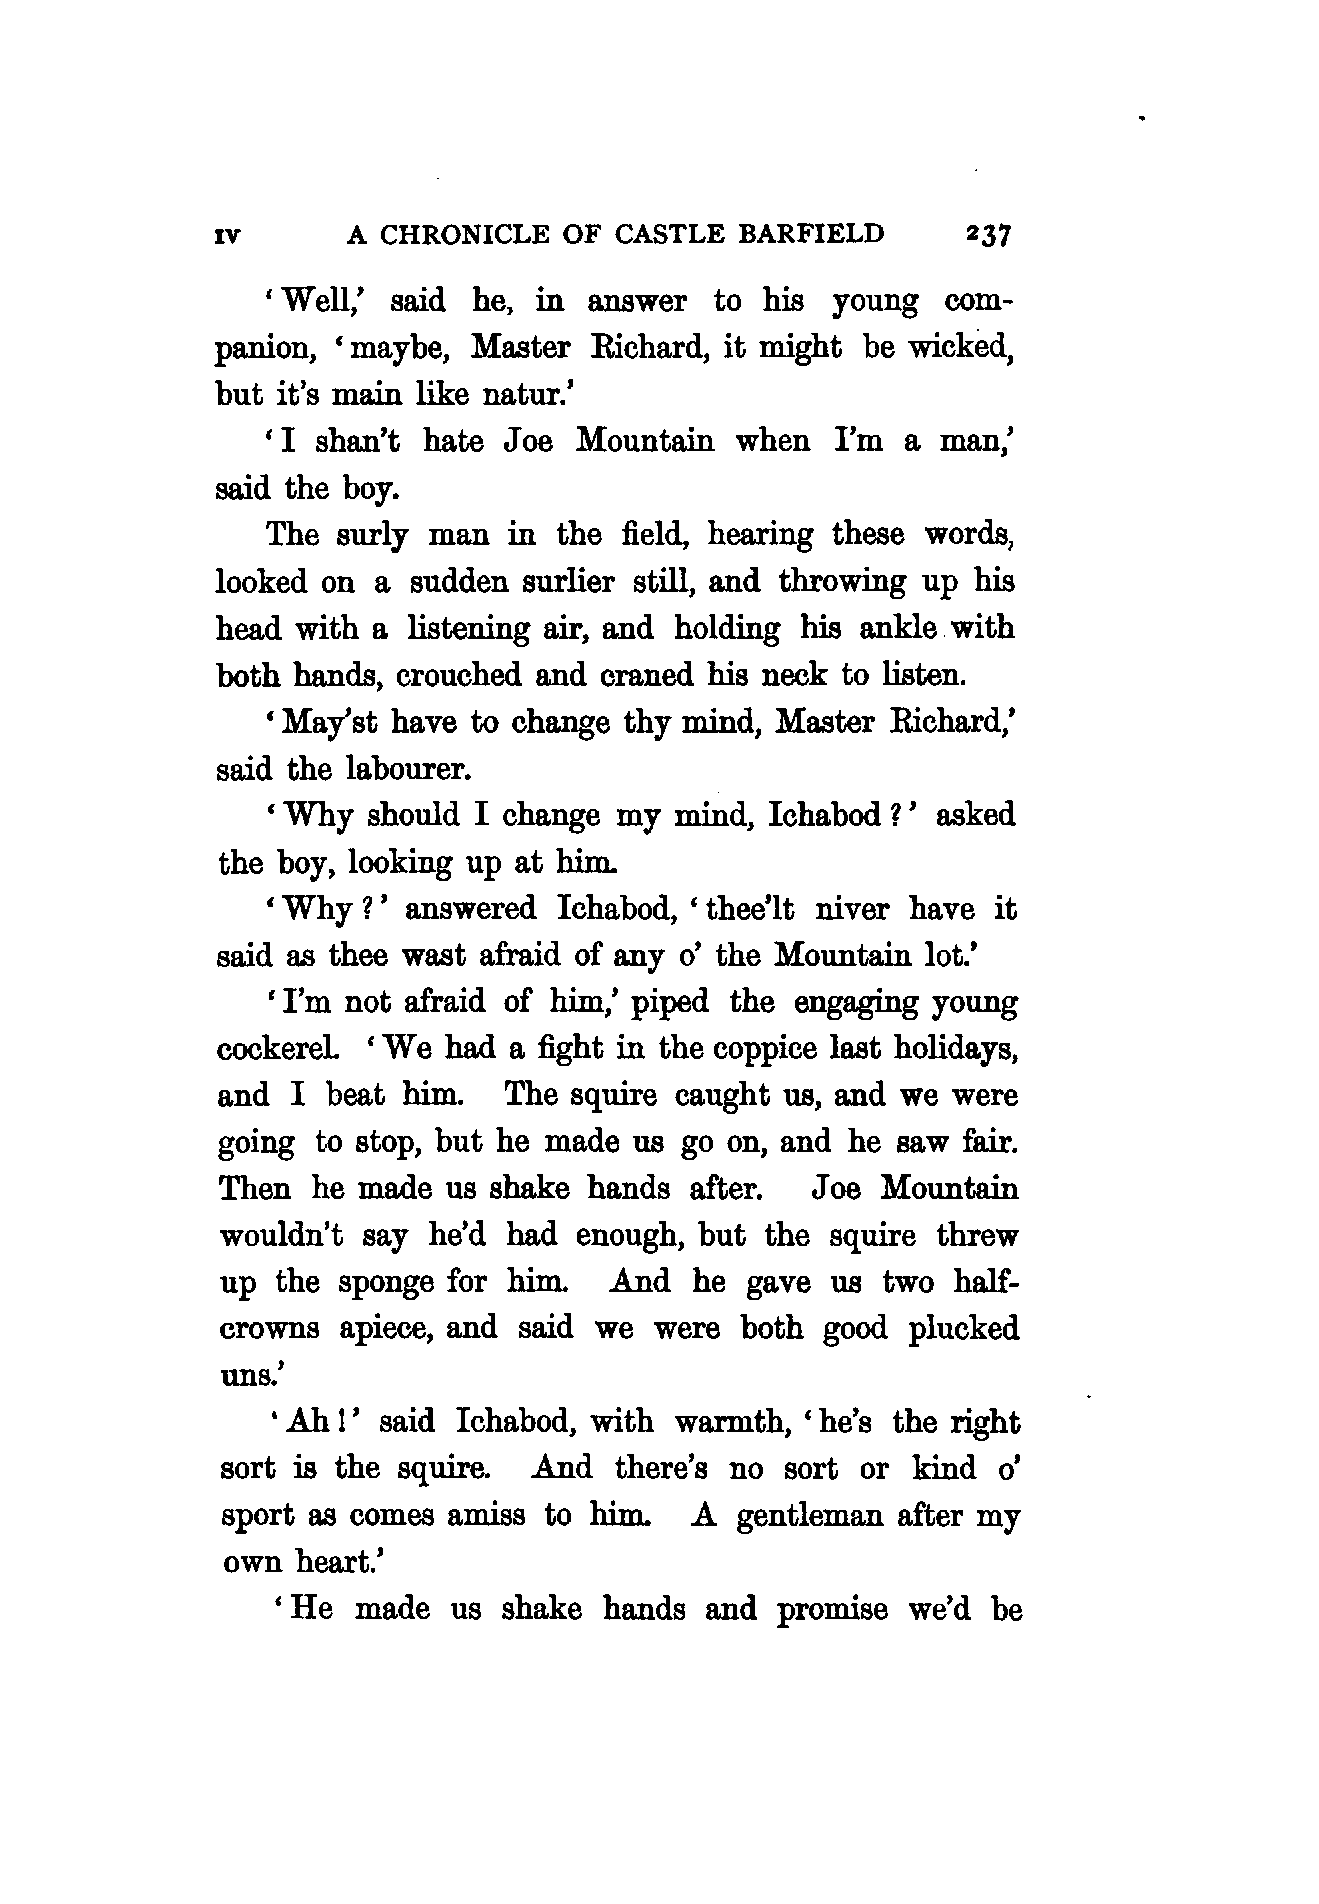 IV A CHRONICLE OF CASTLE BARFIELD 237
‘Well,’ said he, in answer to his young com-
panion, ‘maybe, Master Richard, it might be wicked,
but it’s main like natur.’
‘I shan’t hate Joe Mountain when I’m a man,’
said the boy.
The surly man in the field, hearing these words,
looked on a sudden surlier still, and throwing up his
head with a listening air, and holding his ankle with
both hands, crouched and craned his neck to listen.
‘May’st have to change thy mind, Master Richard,’
said the labourer.
‘Why should I change my mind, Ichabod?’ asked
the boy, looking up at him.
‘Why?’ answered Ichabod, ‘thee’lt niver have it
said as thee wast afraid of any o’ the Mountain lot.’
‘I’m not afraid of him,’ piped the engaging young
cockerel. ‘We had a fight in the coppice last holidays,
and I beat him. The squire caught us, and we were
going to stop, but he made us go on, and he saw fair.
Then he made us shake hands after. Joe Mountain
wouldn’t say he’d had enough, but the squire threw
up the sponge for him. And he gave us two half-
crowns apiece, and said we were both good plucked
uns.’
‘Ah!’ said Ichabod, with warmth, ‘he’s the right
sort is the squire. And there’s no sort or kind o’
sport as comes amiss to him. A gentleman after my
own heart.’
‘He made us shake hands and promise we’d be